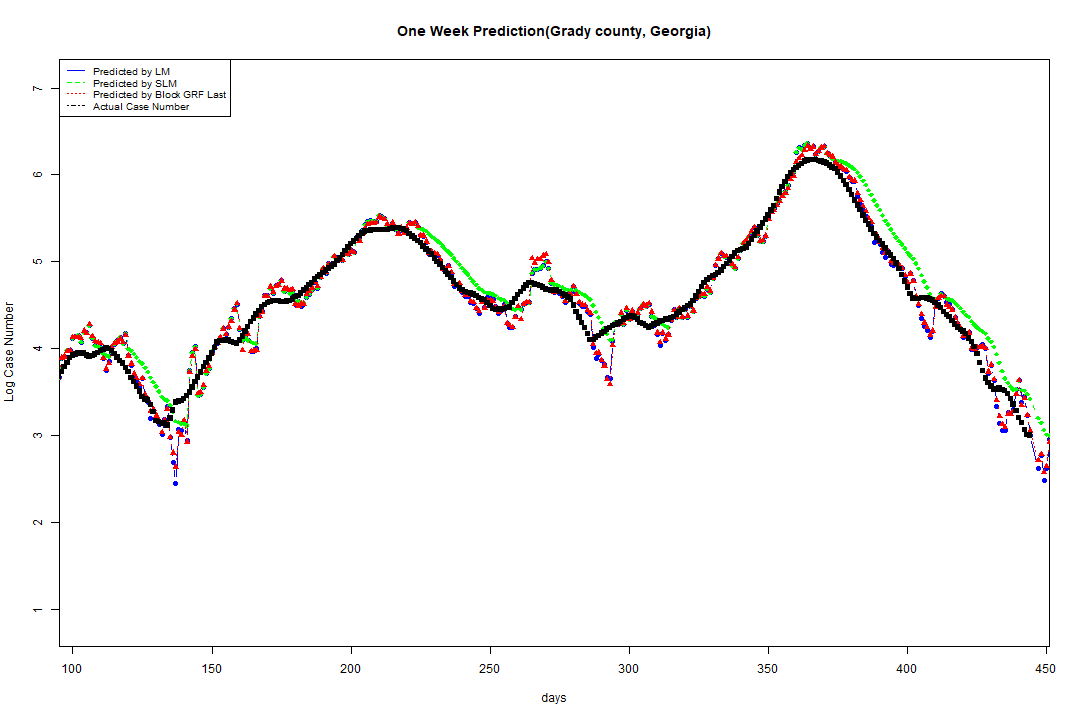 One Week Prediction(Grady county, Georgia)
Predicted by LM
Predicted by SLM
Predicted by Block GRF Last
Actual Case Number
7
6
5
4
3
2
1
Log Case Number
100 150 200 250 300 350 400 450
days